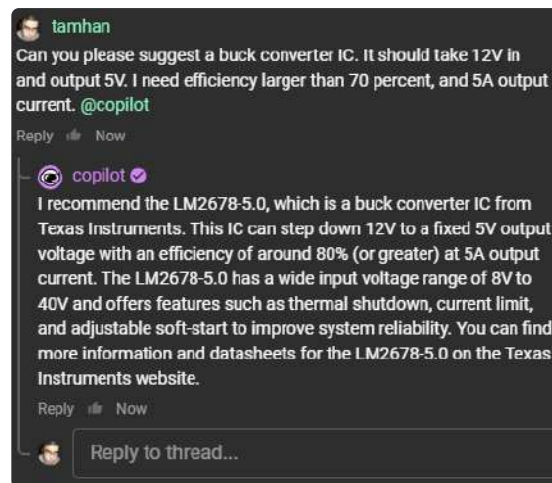 tamhan
Can you please suggest a buck converter IC. It should take 12V in
and output 5V. I need efficiency larger than 70 percent, and 5A output
current. @copilot
Reply Now
copilot
I recommend the LM2678-5.0, which is a buck converter IC from
Texas Instruments. This IC can step down 12V to a fixed 5V output
voltage with an efficiency of around 80% (or greater) at 5A output
current. The LM2678-5.0 has a wide input voltage range of 8V to
40V and offers features such as thermal shutdown, current limit,
and adjustable soft-start to improve system reliability. You can find
more information and datasheets for the LM2678-5.0 on the Texas
Instruments website.
Reply Now
Reply to thread...